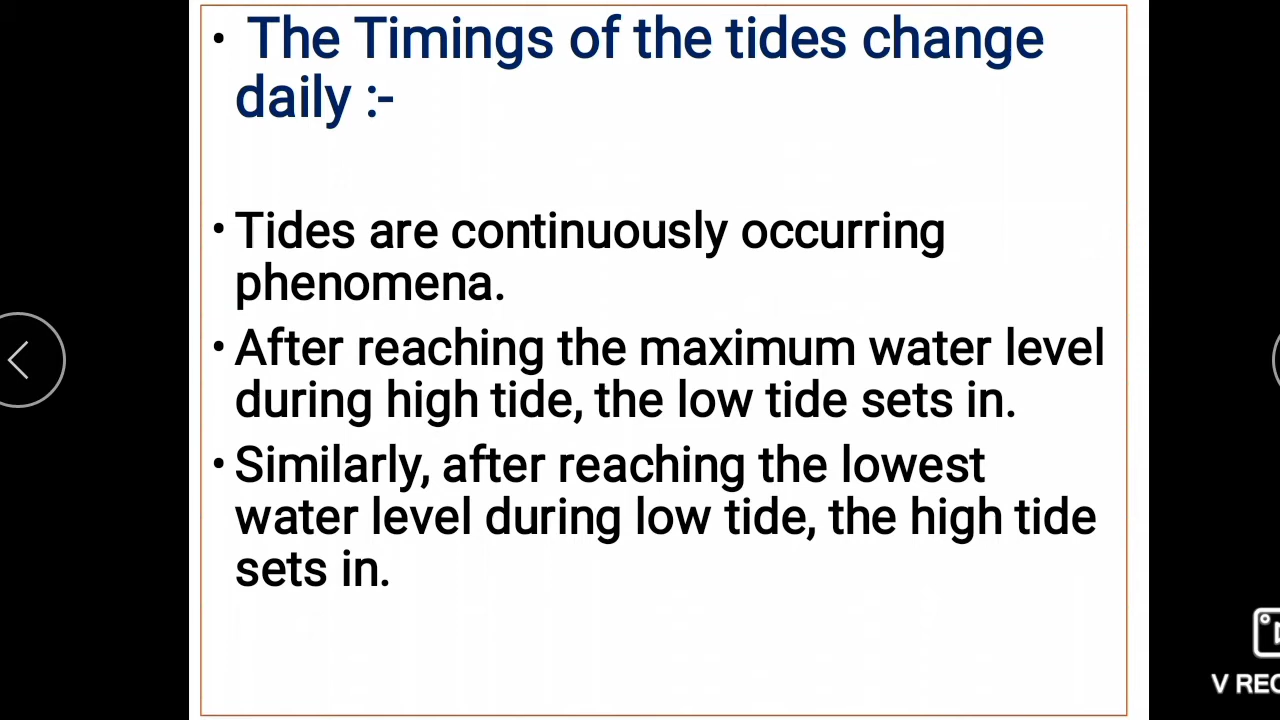 • The Timings of the tides change
daily :-
• Tides are continuously occurring
phenomena.
• After reaching the maximum water level
during high tide, the low tide sets in.
• Similarly, after reaching the lowest
water level during low tide, the high tide
sets in.
V REC